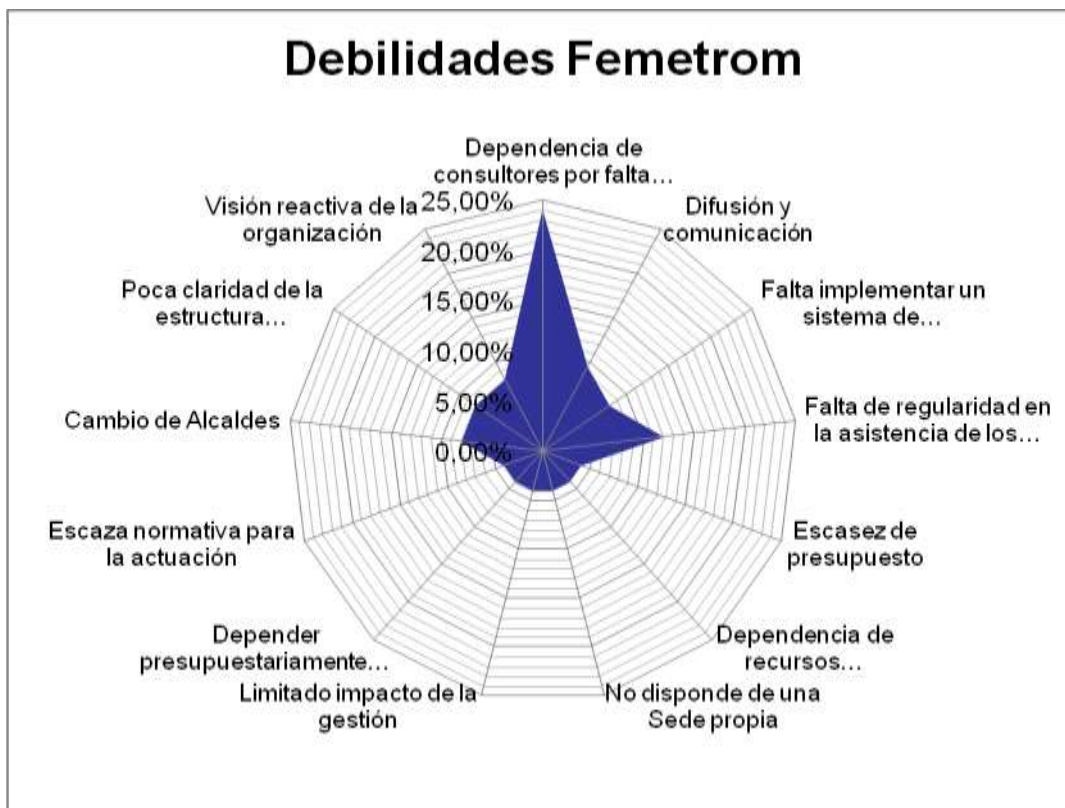 Debilidades Femetrom
Dependencia de
consultores por falta...
Difusión y
comunicación
Falta implementar un
sistema de...
Falta de regularidad en
la asistencia de los...
Escasez de
presupuesto
Dependencia de
recursos...
No disponde de una
Sede propia
Limitado impacto de la
gestión
Depender
presupuestariamente...
Escaza normativa para
la actuación
Cambio de Alcaldes
Poca claridad de la
estructura...
Visión reactiva de la
organización
25,00%
20,00%
15,00%
10,00%
5,00%
0,00%